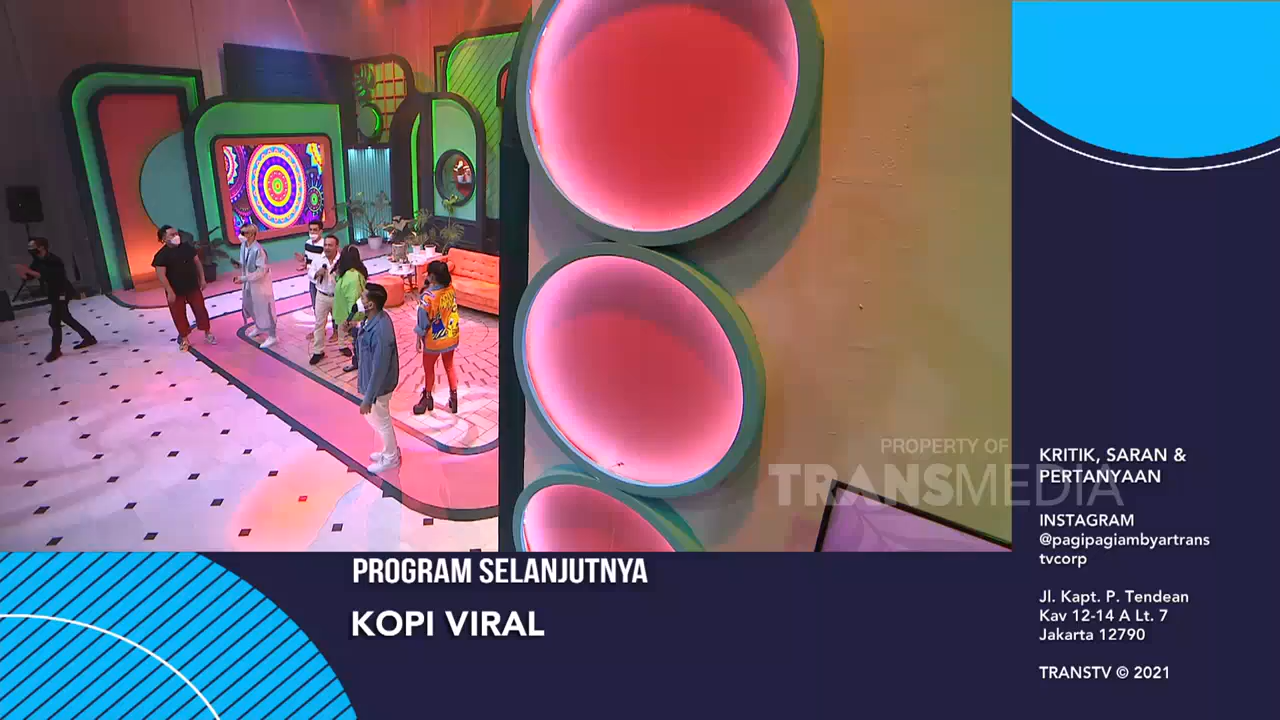 PROPERTY OF
TRANSMEDIA
KRITIK, SARAN &
PERTANYAAN
INSTAGRAM
@pagipagiambyartrans
tvcorp
Jl. Kapt. P. Tendean
Kav 12-14 A Lt. 7
Jakarta 12790
TRANSTV © 2021
PROGRAM SELANJUTNYA
KOPI VIRAL